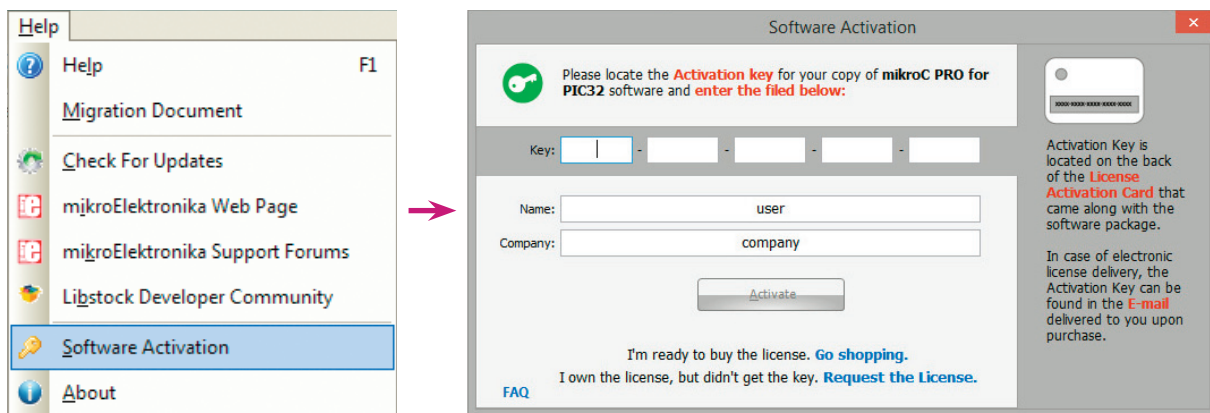 Help
Help F1
Migration Document
Check For Updates
mikroElektronika Web Page
mikroElektronika Support Forums
Libstock Developer Community
Software Activation
About
Software Activation
Please locate the Activation key for your copy of mikroC PRO for
PIC32 software and enter the filed below:
Key: - - - -
Name: user
Company: company
Activate
I'm ready to buy the license. Go shopping.
I own the license, but didn't get the key. Request the License.
FAQ
xxxx-xxxx-xxxx-xxxx-xxxx
Activation Key is
located on the back
of the License
Activation Card that
came along with the
software package.
In case of electronic
license delivery, the
Activation Key can be
found in the E-mail
delivered to you upon
purchase.